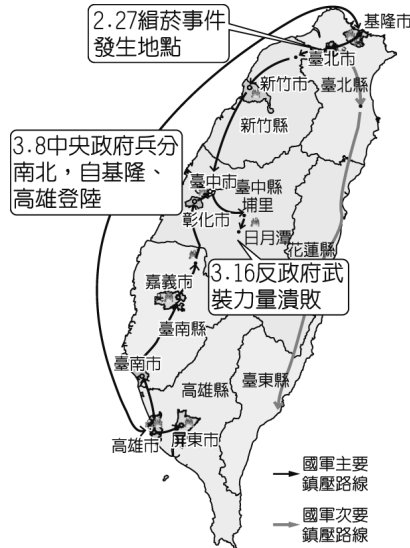 2.27緝菸事件
發生地點
基隆市
臺北市
臺北縣
新竹市
新竹縣
3.8中央政府兵分
南北，自基隆、
高雄登陸
臺中市
臺中縣
埔里
彰化市
日月潭
花蓮縣
3.16反政府武
裝力量潰敗
嘉義市
臺南縣
臺南市
高雄縣
臺東縣
高雄市
屏東市
國軍主要
鎮壓路線
國軍次要
鎮壓路線